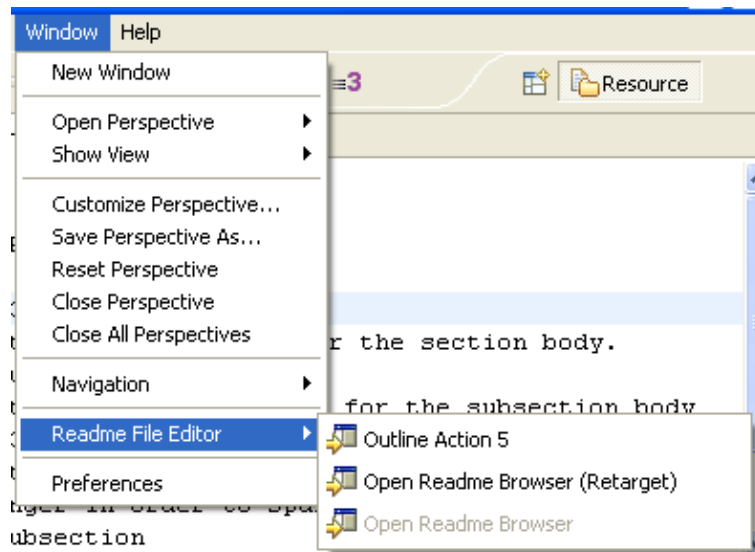 Window Help
New Window
≡3
Resource
Open Perspective
Show View
Customize Perspective...
Save Perspective As...
Reset Perspective
Close Perspective
Close All Perspectives
r the section body.
Navigation
for the subsection body
Readme File Editor
Outline Action 5
Preferences
Open Readme Browser (Retarget)
Open Readme Browser
ubsection